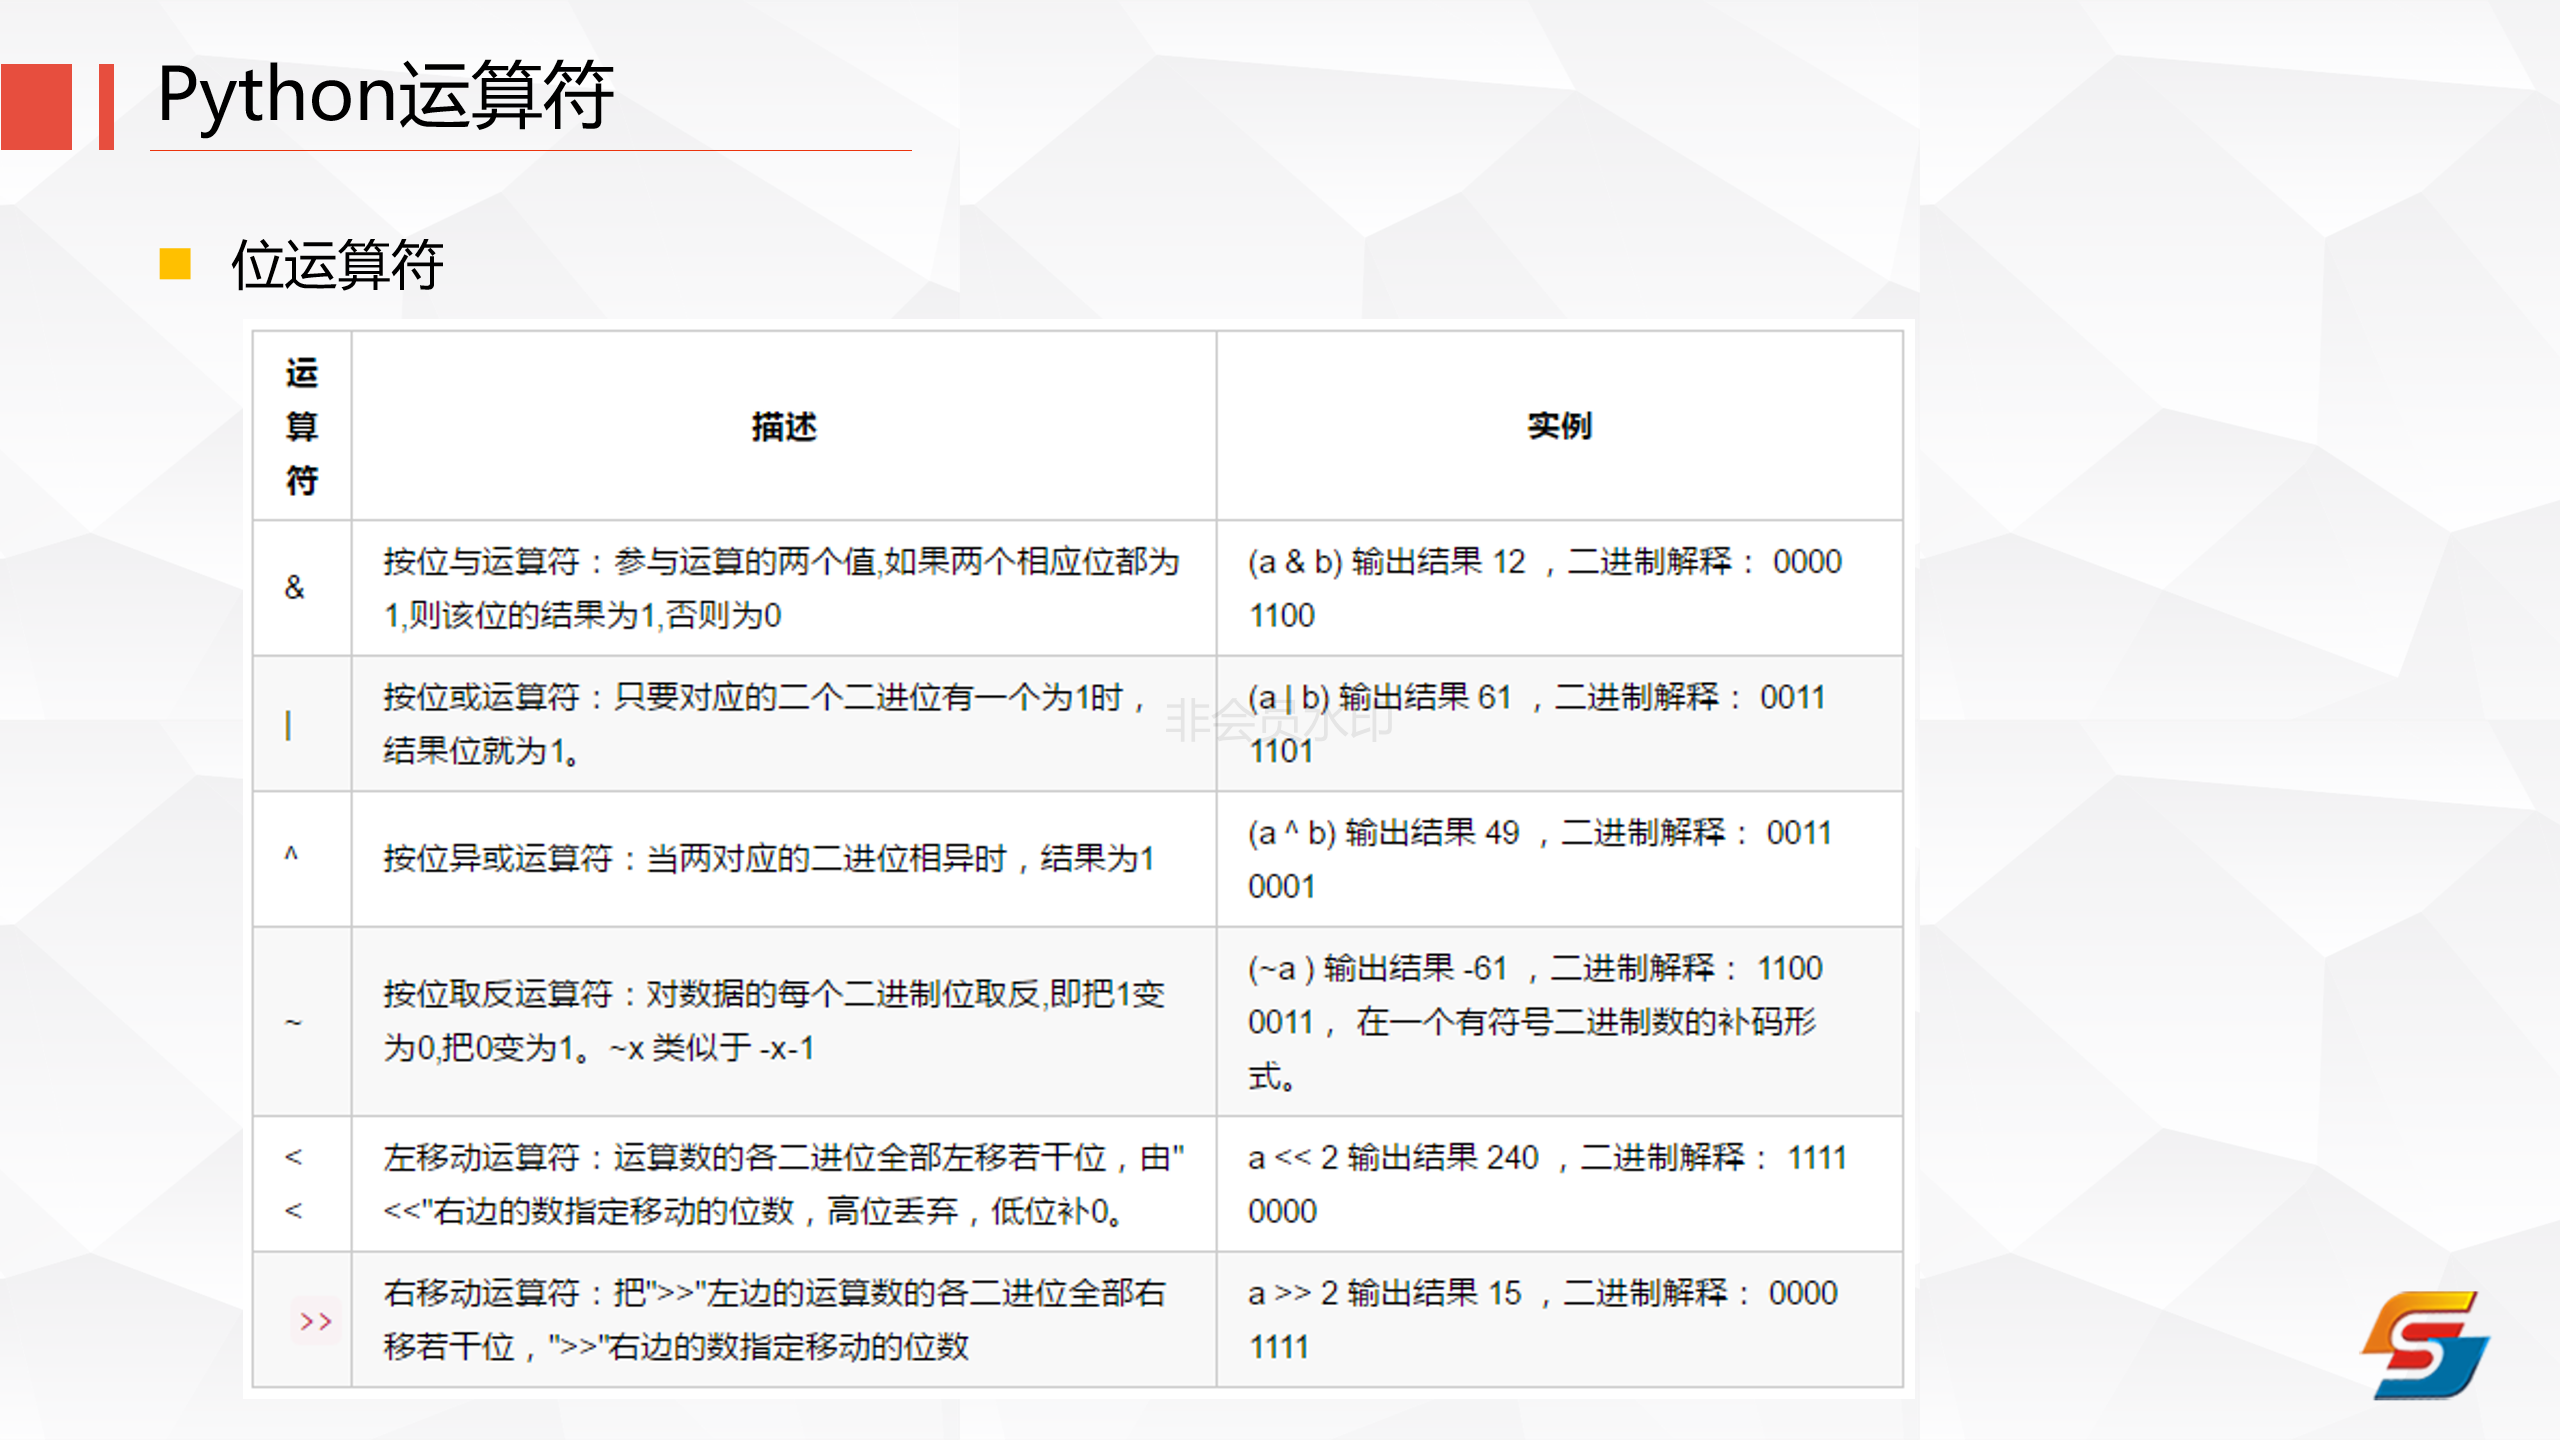 Python运算符
位运算符
运
算
符
描述
实例
&
按位与运算符：参与运算的两个值,如果两个相应位都为
1,则该位的结果为1,否则为0
(a & b) 输出结果 12 ，二进制解释： 0000
1100
|
按位或运算符：只要对应的二个二进位有一个为1时，
结果位就为1。
(a | b) 输出结果 61 ，二进制解释： 0011
1101
非会员水印
^
按位异或运算符：当两对应的二进位相异时，结果为1
(a ^ b) 输出结果 49 ，二进制解释： 0011
0001
~
按位取反运算符：对数据的每个二进制位取反,即把1变
为0,把0变为1。~x 类似于 -x-1
(~a ) 输出结果 -61 ，二进制解释： 1100
0011， 在一个有符号二进制数的补码形
式。
<
<
左移动运算符：运算数的各二进位全部左移若干位，由"
<<"右边的数指定移动的位数，高位丢弃，低位补0。
a << 2 输出结果 240 ，二进制解释： 1111
0000
>>
右移动运算符：把">>"左边的运算数的各二进位全部右
移若干位，">>"右边的数指定移动的位数
a >> 2 输出结果 15 ，二进制解释： 0000
1111